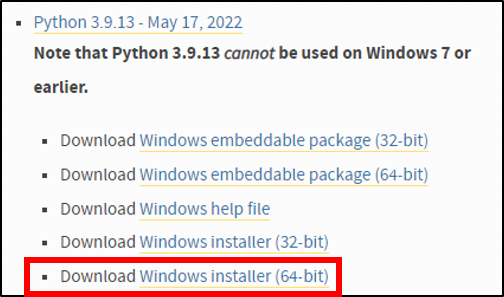 Python 3.9.13 - May 17, 2022
Note that Python 3.9.13 cannot be used on Windows 7 or
earlier.
Download Windows embeddable package (32-bit)
Download Windows embeddable package (64-bit)
Download Windows help file
Download Windows installer (32-bit)
Download Windows installer (64-bit)